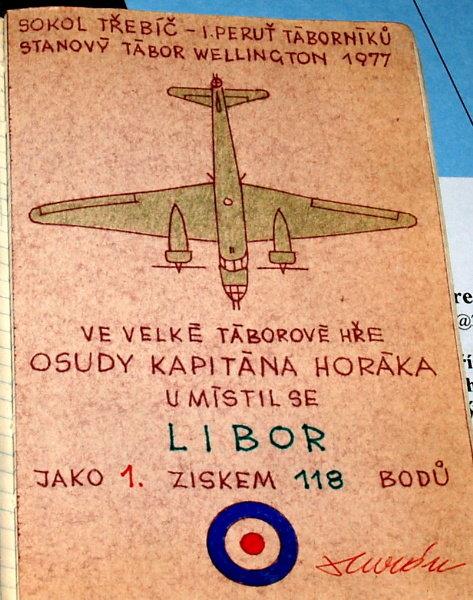 SOKOL TŘEBÍČ - I. PERUŤ TÁBORNÍKŮ
STANOVÝ TÁBOR WELLINGTON 1977
VE VELKÉ TÁBOROVÉ HŘE
OSUDY KAPITÁNA HORÁKA
UMÍSTIL SE
LIBOR
JAKO 1. ZISKEM 118 BODŮ
re